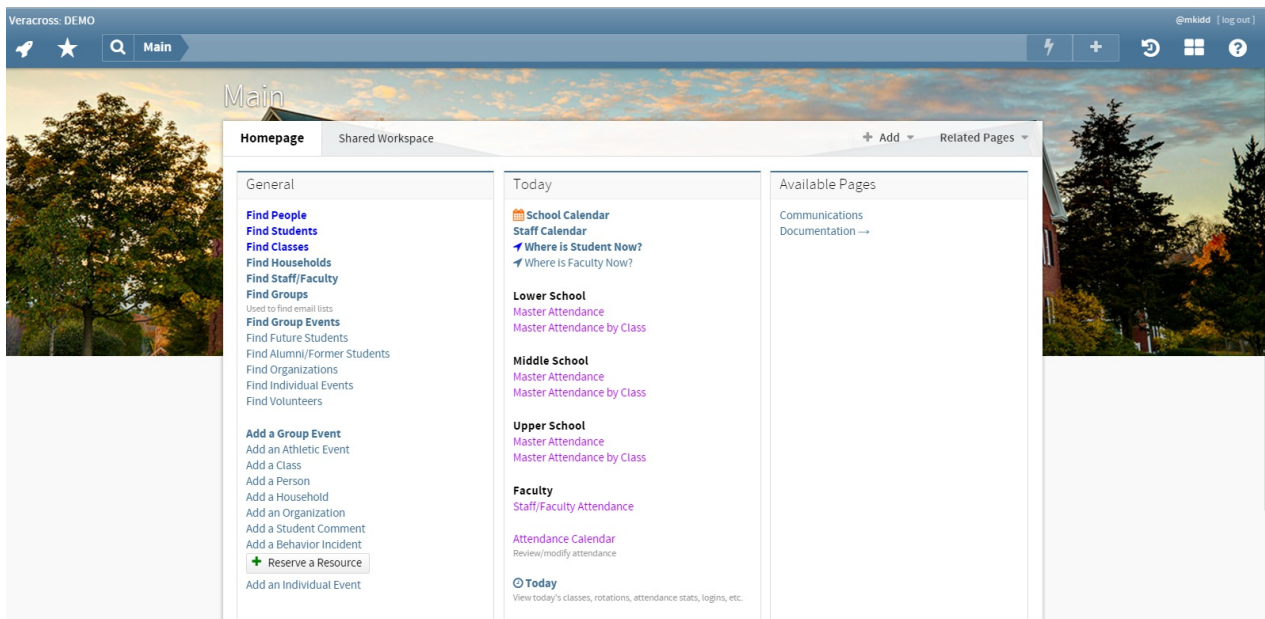 Veracross: DEMO
@mkidd [ log out ]
Main
Main
Homepage
Shared Workspace
Add
Related Pages
General
Find People
Find Students
Find Classes
Find Households
Find Staff/Faculty
Find Groups
Used to find email lists
Find Group Events
Find Future Students
Find Alumni/Former Students
Find Organizations
Find Individual Events
Find Volunteers
Add a Group Event
Add an Athletic Event
Add a Class
Add a Person
Add a Household
Add an Organization
Add a Student Comment
Add a Behavior Incident
Reserve a Resource
Add an Individual Event
Today
School Calendar
Staff Calendar
Where is Student Now?
Where is Faculty Now?
Lower School
Master Attendance
Master Attendance by Class
Middle School
Master Attendance
Master Attendance by Class
Upper School
Master Attendance
Master Attendance by Class
Faculty
Staff/Faculty Attendance
Attendance Calendar
Review/modify attendance
Today
View today's classes, rotations, attendance stats, logins, etc.
Available Pages
Communications
Documentation →